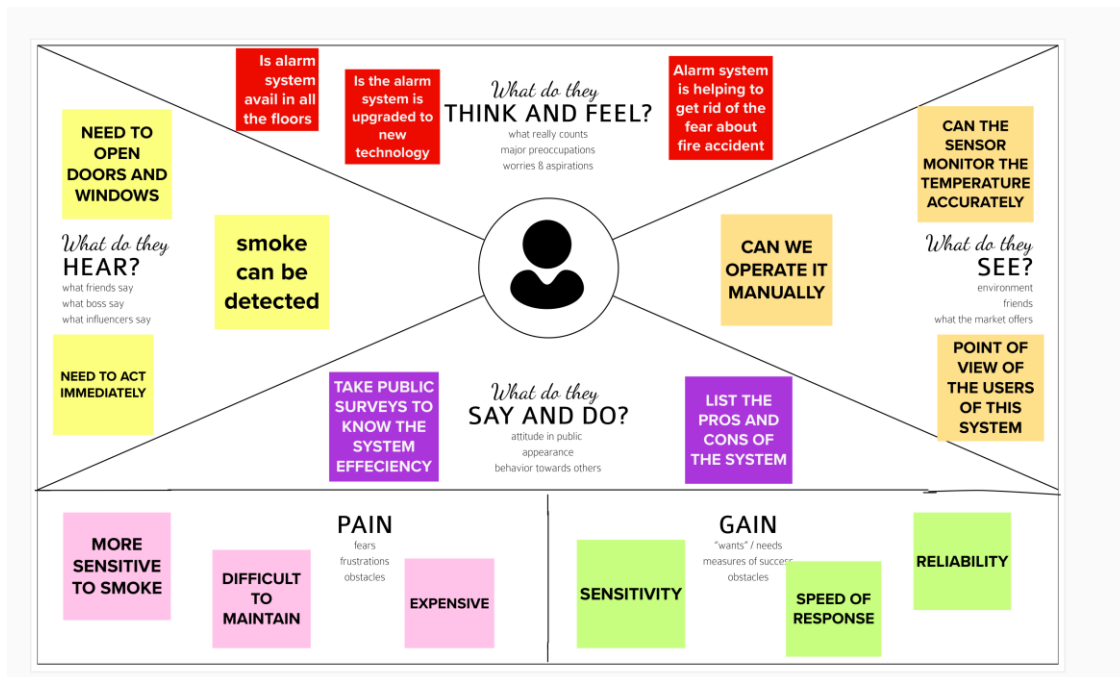 Is alarm
system
avail in all
the floors
Is the alarm
system is
upgraded to
new
technology
What do they
THINK AND FEEL?
what really counts
major preoccupations
worries & aspirations
Alarm system
is helping to
get rid of the
fear about
fire accident
NEED TO
OPEN
DOORS AND
WINDOWS
What do they
HEAR?
what friends say
what boss say
what influencers say
smoke
can be
detected
NEED TO ACT
IMMEDIATELY
CAN THE
SENSOR
MONITOR THE
TEMPERATURE
ACCURATELY
CAN WE
OPERATE IT
MANUALLY
What do they
SEE?
environment
friends
what the market offers
POINT OF
VIEW OF
THE USERS
OF THIS
SYSTEM
TAKE PUBLIC
SURVEYS TO
KNOW THE
SYSTEM
EFFECIENCY
What do they
SAY AND DO?
attitude in public
appearance
behavior towards others
LIST THE
PROS AND
CONS OF
THE SYSTEM
MORE
SENSITIVE
TO SMOKE
DIFFICULT
TO
MAINTAIN
PAIN
fears
frustrations
obstacles
EXPENSIVE
SENSITIVITY
GAIN
"wants" / needs
measures of success
obstacles
SPEED OF
RESPONSE
RELIABILITY